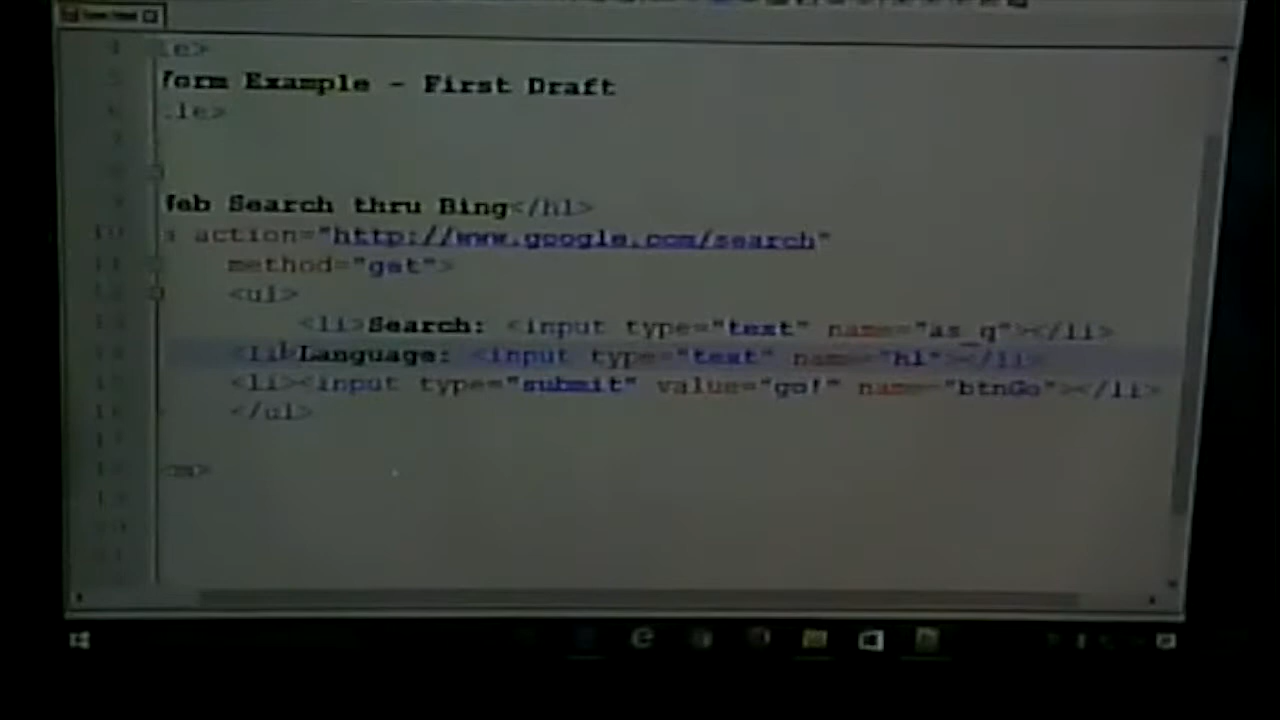 le>
form Example - First Draft
.le>
Web Search thru Bing</h1>
action="http://www.google.com/search"
method="get">
<ul>
<li>Search: <input type="text" name="as_q"></li>
<li>Language: <input type="text" name="hl"></li>
<li><input type="submit" value="go!" name="btnGo"></li>
</ul>
m>